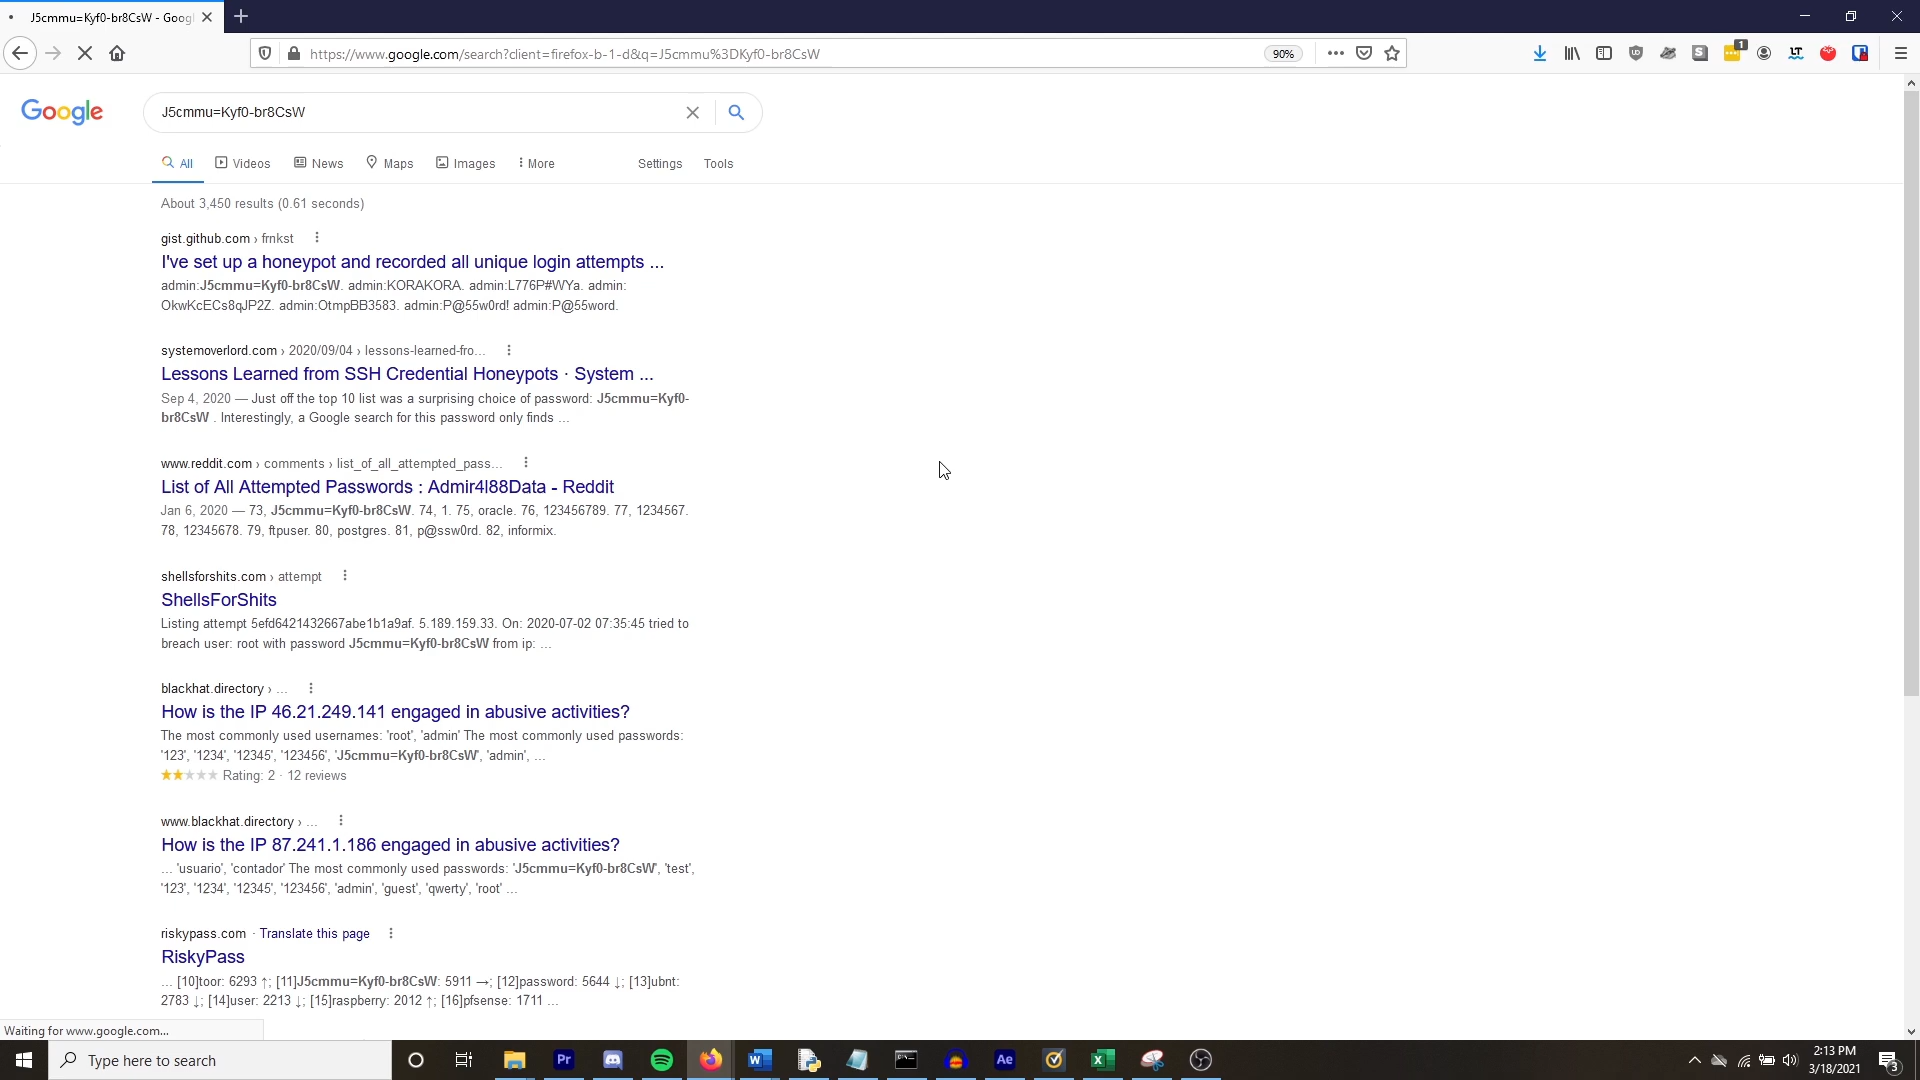 J5cmmu=Kyf0-br8CsW - Goog
https://www.google.com/search?client=firefox-b-1-d&q=J5cmmu%3DKyf0-br8CsW
90%
1
Google
J5cmmu=Kyf0-br8CsW
All
Videos
News
Maps
Images
More
Settings
Tools
About 3,450 results (0.61 seconds)
gist.github.com › frnkst
I've set up a honeypot and recorded all unique login attempts ...
admin:J5cmmu=Kyf0-br8CsW. admin:KORAKORA. admin:L776P#WYa. admin:
OkwKcECs8qJP2Z. admin:OtmpBB3583. admin:P@55w0rd! admin:P@55word.
systemoverlord.com › 2020/09/04 › lessons-learned-fro...
Lessons Learned from SSH Credential Honeypots · System ...
Sep 4, 2020 — Just off the top 10 list was a surprising choice of password: J5cmmu=Kyf0-
br8CsW . Interestingly, a Google search for this password only finds ...
www.reddit.com › comments › list_of_all_attempted_pass...
List of All Attempted Passwords : Admir4l88Data - Reddit
Jan 6, 2020 — 73, J5cmmu=Kyf0-br8CsW. 74, 1. 75, oracle. 76, 123456789. 77, 1234567.
78, 12345678. 79, ftpuser. 80, postgres. 81, p@ssw0rd. 82, informix.
shellsforshits.com › attempt
ShellsForShits
Listing attempt 5efd6421432667abe1b1a9af. 5.189.159.33. On: 2020-07-02 07:35:45 tried to
breach user: root with password J5cmmu=Kyf0-br8CsW from ip: ...
blackhat.directory › ...
How is the IP 46.21.249.141 engaged in abusive activities?
The most commonly used usernames: 'root', 'admin' The most commonly used passwords:
'123', '1234', '12345', '123456', 'J5cmmu=Kyf0-br8CsW', 'admin', ...
Rating: 2 · 12 reviews
www.blackhat.directory › ...
How is the IP 87.241.1.186 engaged in abusive activities?
... 'usuario', 'contador' The most commonly used passwords: 'J5cmmu=Kyf0-br8CsW', 'test',
'123', '1234', '12345', '123456', 'admin', 'guest', 'qwerty', 'root' ...
riskypass.com · Translate this page
RiskyPass
... [10]toor: 6293 ↑; [11]J5cmmu=Kyf0-br8CsW: 5911 →; [12]password: 5644 ↓; [13]ubnt:
2783 ↓; [14]user: 2213 ↓; [15]raspberry: 2012 ↑; [16]pfsense: 1711 ...
Waiting for www.google.com...
Type here to search
Pr
Ae
2:13 PM
3/18/2021
3